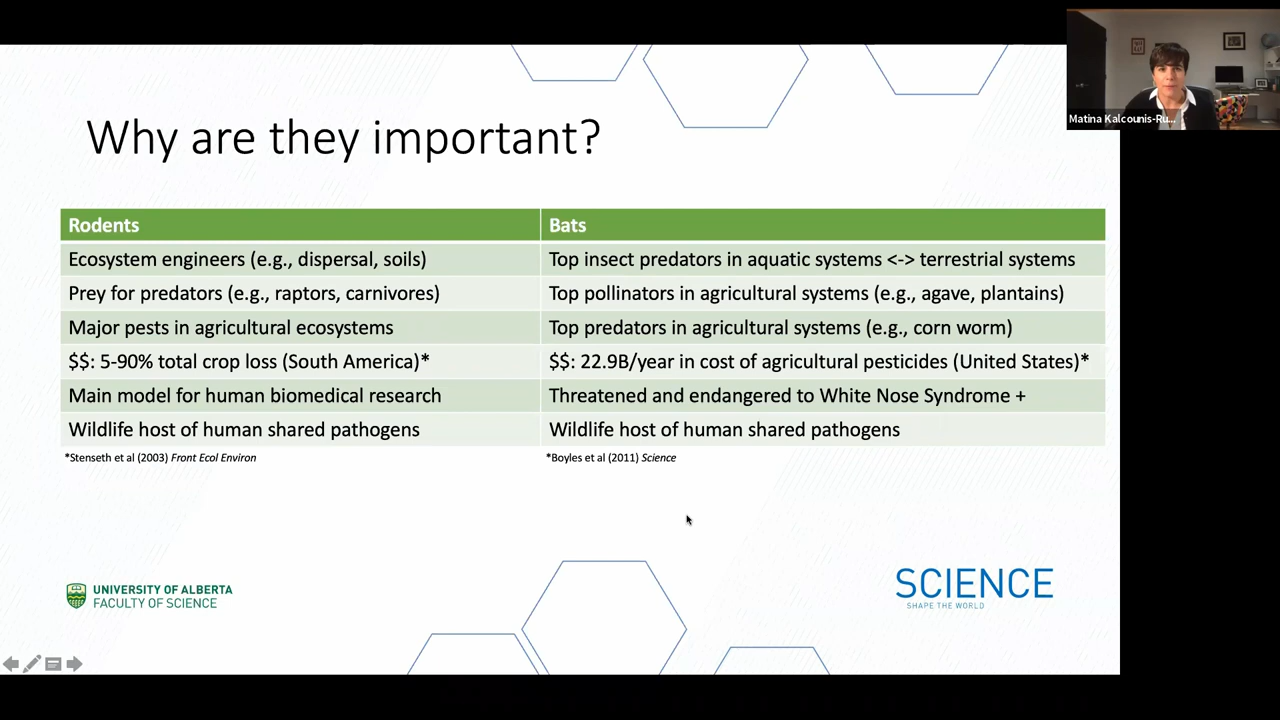 Matina Kalcounis-Ru...
Why are they important?
Rodents
Bats
Ecosystem engineers (e.g., dispersal, soils)
Top insect predators in aquatic systems <-> terrestrial systems
Prey for predators (e.g., raptors, carnivores)
Top pollinators in agricultural systems (e.g., agave, plantains)
Major pests in agricultural ecosystems
Top predators in agricultural systems (e.g., corn worm)
$$: 5-90% total crop loss (South America)*
$$: 22.9B/year in cost of agricultural pesticides (United States)*
Main model for human biomedical research
Threatened and endangered to White Nose Syndrome +
Wildlife host of human shared pathogens
Wildlife host of human shared pathogens
*Stenseth et al (2003) Front Ecol Environ
*Boyles et al (2011) Science
UNIVERSITY OF ALBERTA
FACULTY OF SCIENCE
SCIENCE
SHAPE THE WORLD